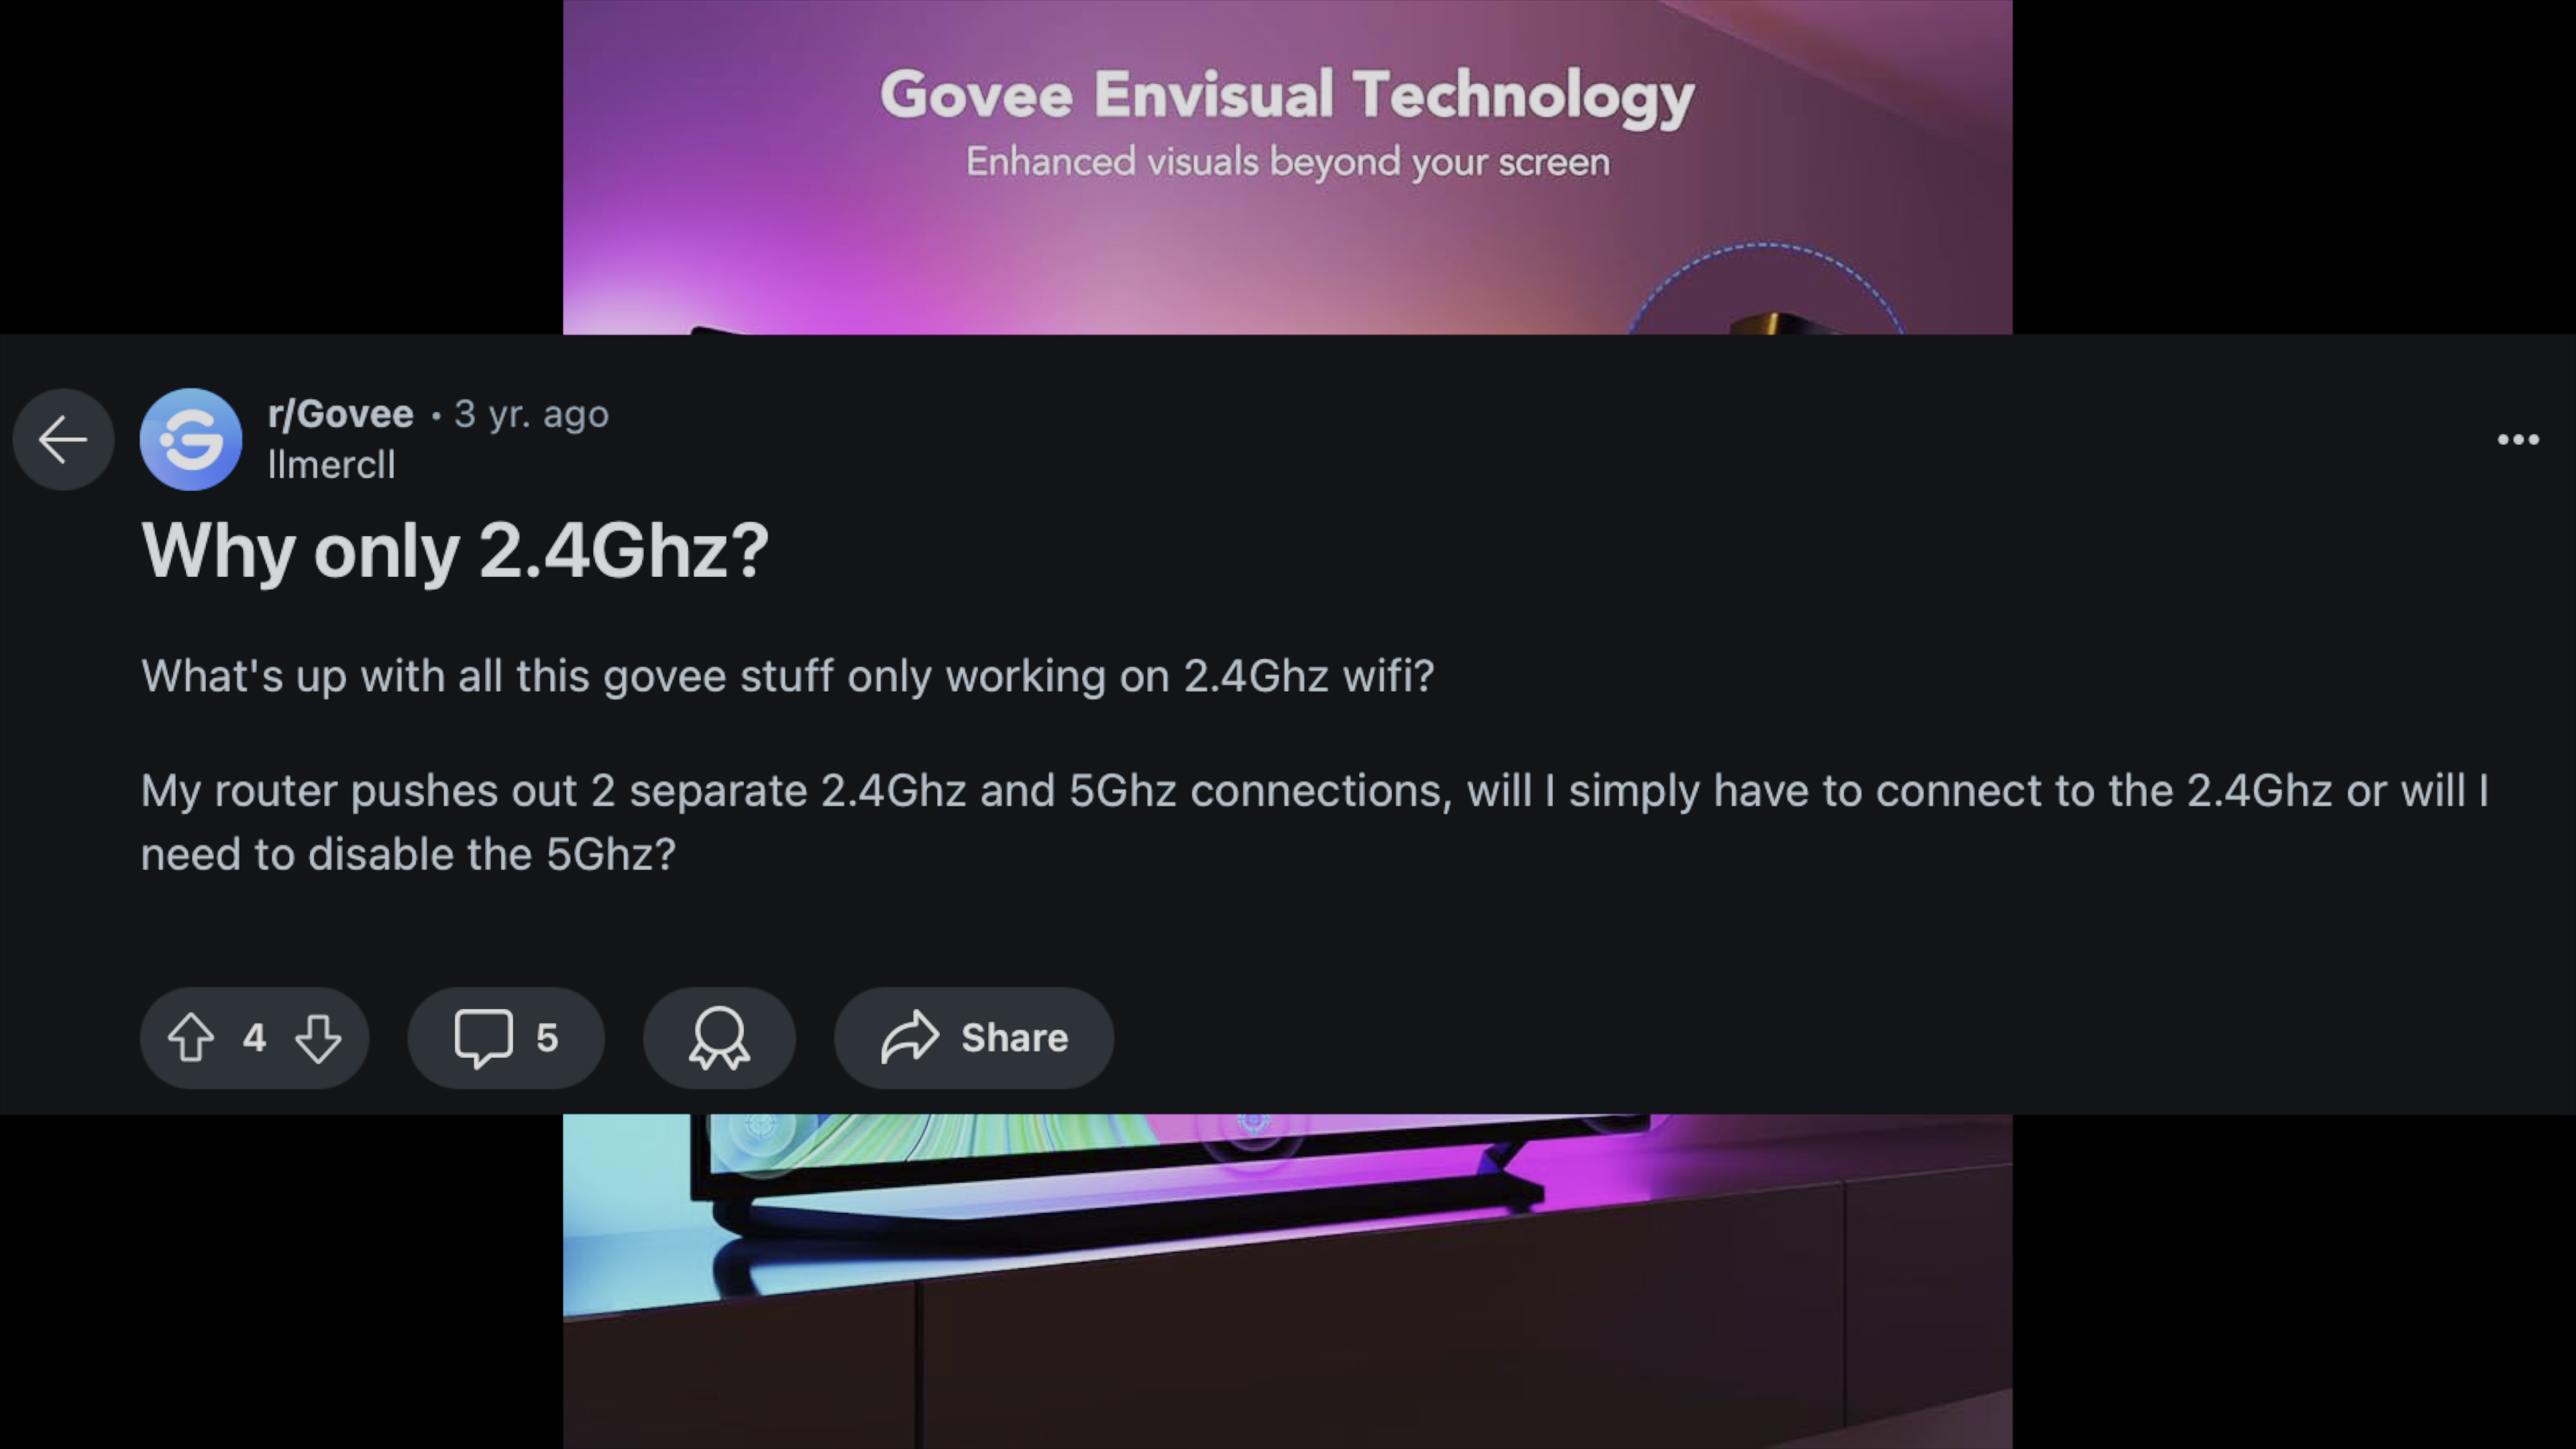 Govee Envisual Technology
Enhanced visuals beyond your screen
r/Govee • 3 yr. ago
llmercll
Why only 2.4Ghz?
What's up with all this govee stuff only working on 2.4Ghz wifi?
My router pushes out 2 separate 2.4Ghz and 5Ghz connections, will I simply have to connect to the 2.4Ghz or will I
need to disable the 5Ghz?
4
5
Share